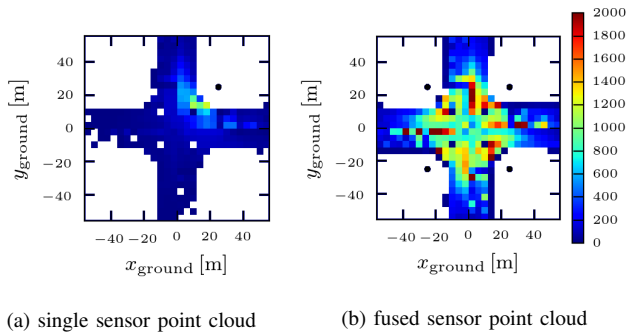 2000
1800
1600
1400
1200
1000
800
600
400
200
0
40
20
0
−20
−40
y_ground [m]
−40 −20 0 20 40
x_ground [m]
40
20
0
−20
−40
y_ground [m]
−40 −20 0 20 40
x_ground [m]
(a) single sensor point cloud
(b) fused sensor point cloud